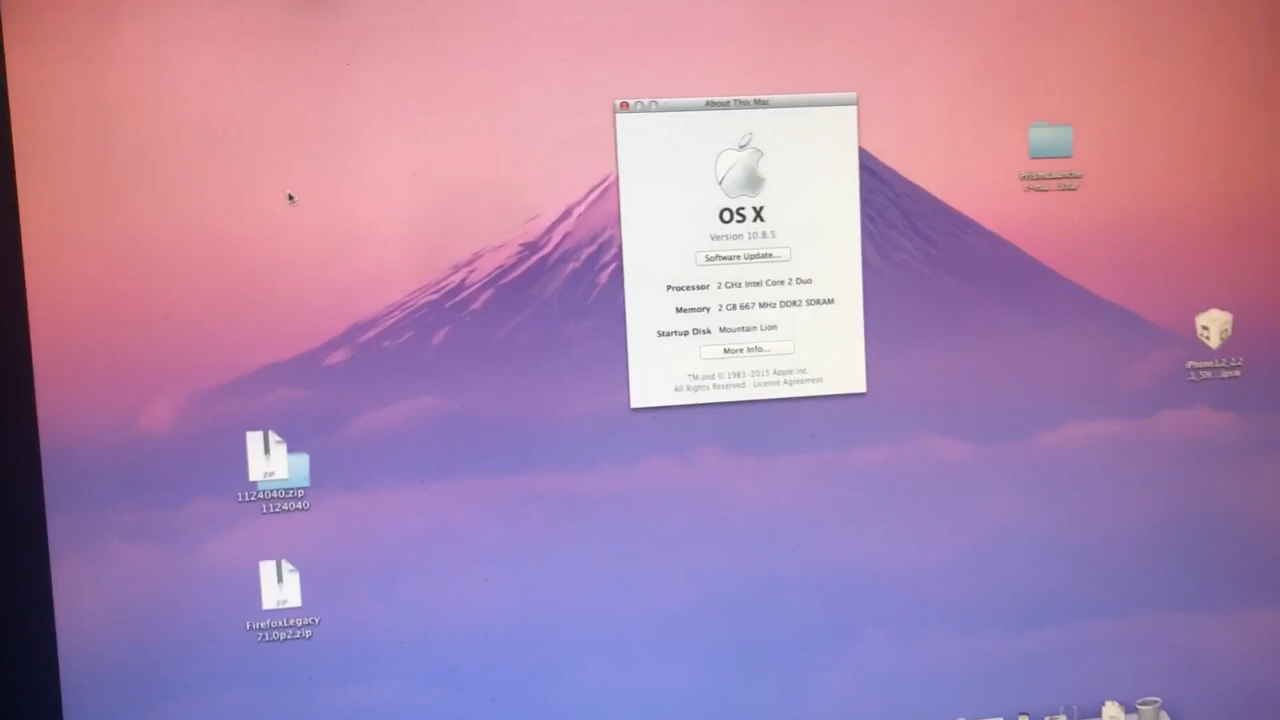 About This Mac
OS X
Version 10.8.5
Software Update...
Processor 2 GHz Intel Core 2 Duo
Memory 2 GB 667 MHz DDR2 SDRAM
Startup Disk Mountain Lion
More Info...
TM and © 1983-2015 Apple Inc.
All Rights Reserved. License Agreement
ZIP
1124040.zip
1124040
ZIP
FirefoxLegacy
71.0p2.zip